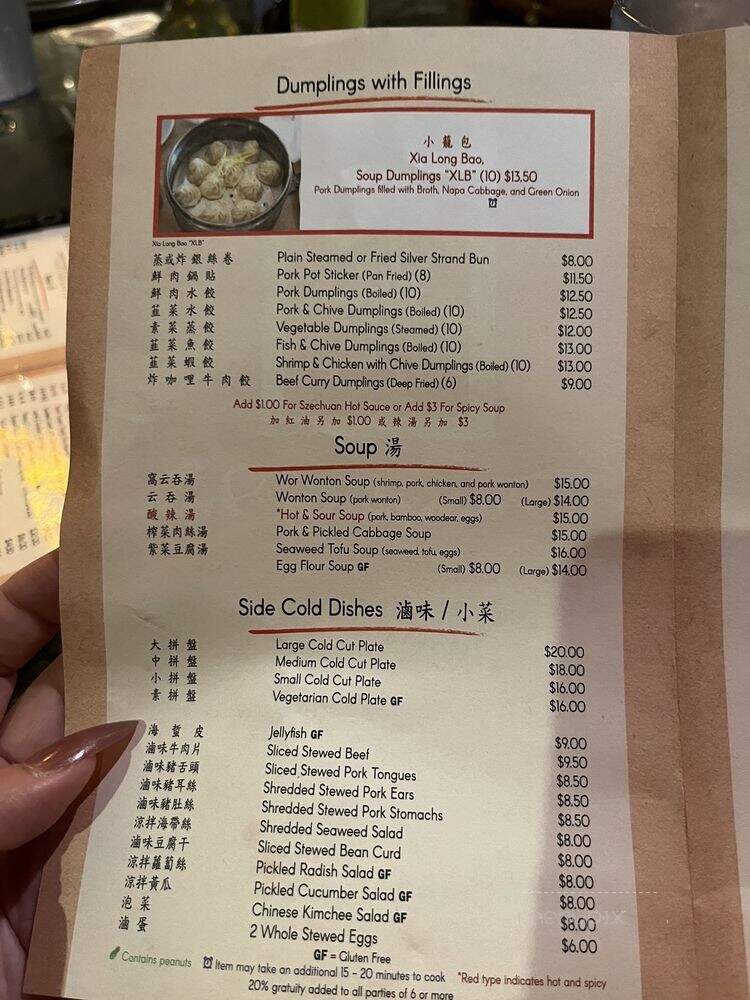 Dumplings with Fillings
小籠包
Xia Long Bao,
Soup Dumplings "XLB" (10) $13.50
Pork Dumplings filled with Broth, Napa Cabbage, and Green Onion
Xia Long Bao "XLB"
蒸或炸銀絲卷 Plain Steamed or Fried Silver Strand Bun $8.00
鮮肉鍋貼 Pork Pot Sticker (Pan Fried) (8) $11.50
鮮肉水餃 Pork Dumplings (Boiled) (10) $12.50
韮菜水餃 Pork & Chive Dumplings (Boiled) (10) $12.50
素菜蒸餃 Vegetable Dumplings (Steamed) (10) $12.00
韮菜魚餃 Fish & Chive Dumplings (Boiled) (10) $13.00
韮菜蝦餃 Shrimp & Chicken with Chive Dumplings (Boiled) (10) $13.00
炸咖哩牛肉餃 Beef Curry Dumplings (Deep Fried) (6) $9.00
Add $1.00 For Szechuan Hot Sauce or Add $3 For Spicy Soup
加紅油另加 $1.00 或辣湯另加 $3
Soup 湯
窩云吞湯 Wor Wonton Soup (shrimp, pork, chicken, and pork wonton) $15.00
云吞湯 Wonton Soup (pork wonton) (Small) $8.00 (Large) $14.00
酸辣湯 *Hot & Sour Soup (pork, bamboo, woodear, eggs) $15.00
榨菜肉絲湯 Pork & Pickled Cabbage Soup $15.00
紫菜豆腐湯 Seaweed Tofu Soup (seaweed, tofu, eggs) $16.00
Egg Flour Soup GF (Small) $8.00 (Large) $14.00
Side Cold Dishes 滷味 / 小菜
大拼盤 Large Cold Cut Plate $20.00
中拼盤 Medium Cold Cut Plate $18.00
小拼盤 Small Cold Cut Plate $16.00
素拼盤 Vegetarian Cold Plate GF $16.00
海蜇皮 Jellyfish GF $9.00
滷味牛肉片 Sliced Stewed Beef $9.50
滷味豬舌頭 Sliced Stewed Pork Tongues $8.50
滷味豬耳絲 Shredded Stewed Pork Ears $8.50
滷味豬肚絲 Shredded Stewed Pork Stomachs $8.50
涼拌海帶絲 Shredded Seaweed Salad $8.00
滷味豆腐干 Sliced Stewed Bean Curd $8.00
涼拌蘿蔔絲 Pickled Radish Salad GF $8.00
涼拌黃瓜 Pickled Cucumber Salad GF $8.00
泡菜 Chinese Kimchee Salad GF $8.00
滷蛋 2 Whole Stewed Eggs $6.00
GF = Gluten Free
Contains peanuts Item may take an additional 15 - 20 minutes to cook *Red type indicates hot and spicy
20% gratuity added to all parties of 6 or more